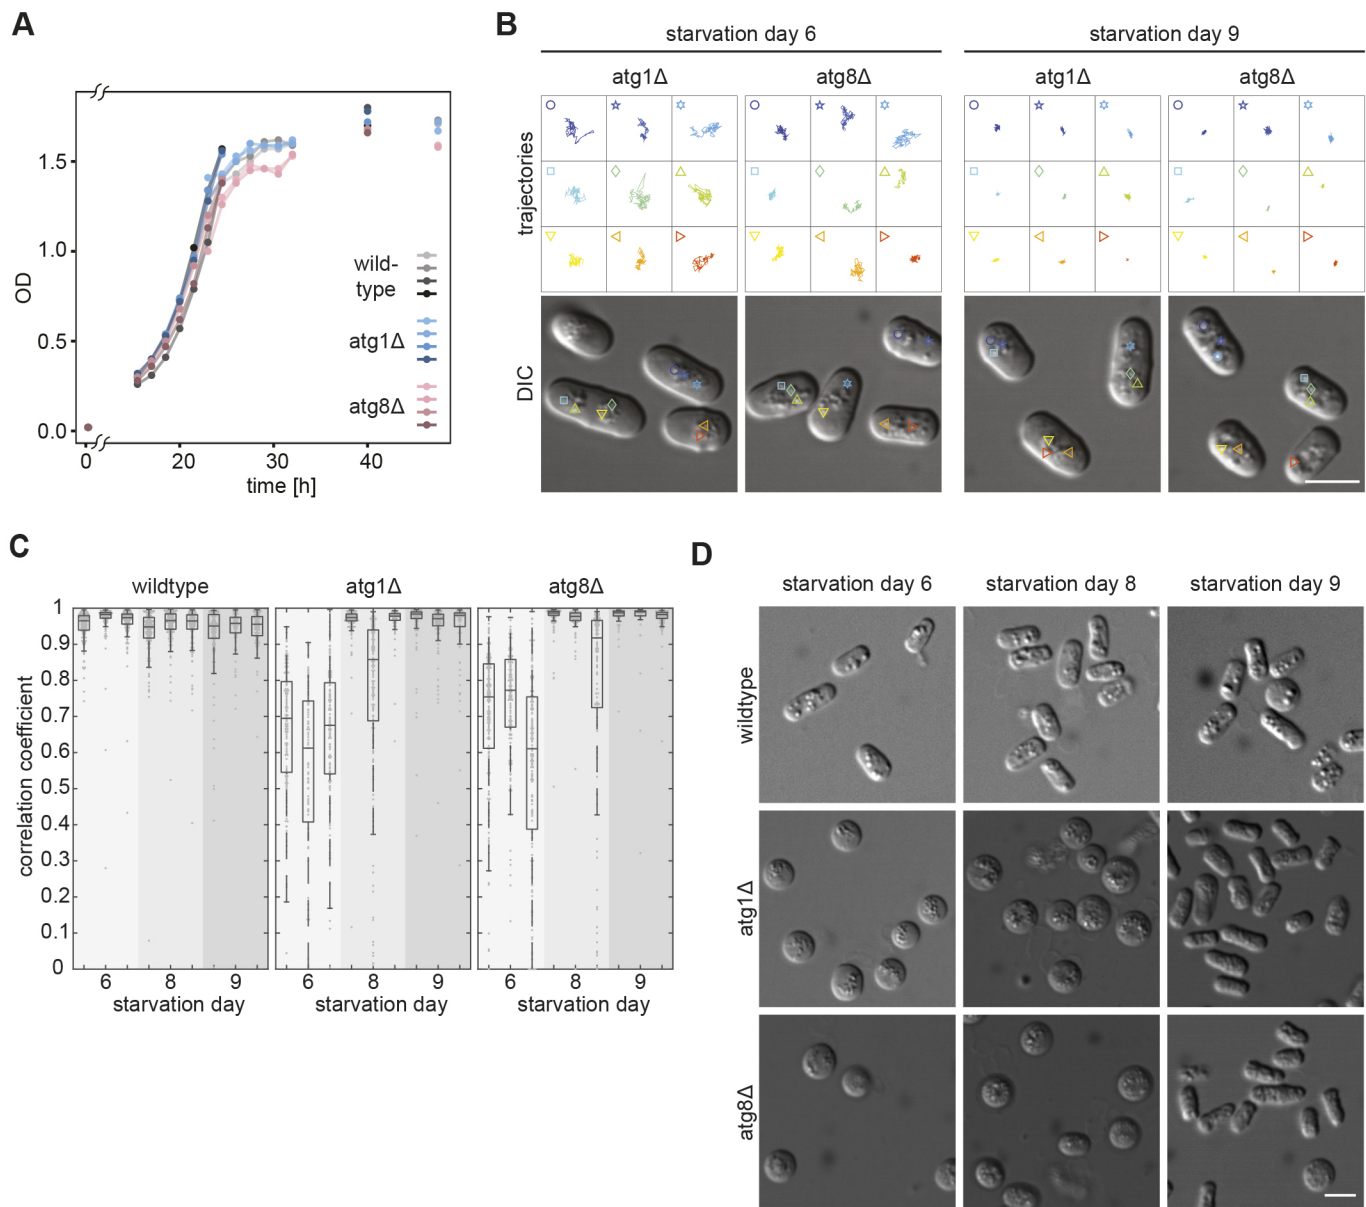 A
OD
1.5
1.0
0.5
0.0
0
20
30
40
time [h]
wild-
type
atg1Δ
atg8Δ
B
starvation day 6
starvation day 9
atg1Δ
atg8Δ
atg1Δ
atg8Δ
trajectories
DIC
C
wildtype
atg1Δ
atg8Δ
correlation coefficient
1
0.9
0.8
0.7
0.6
0.5
0.4
0.3
0.2
0.1
0
6
8
9
6
8
9
6
8
9
starvation day
starvation day
starvation day
D
starvation day 6
starvation day 8
starvation day 9
wildtype
atg1Δ
atg8Δ